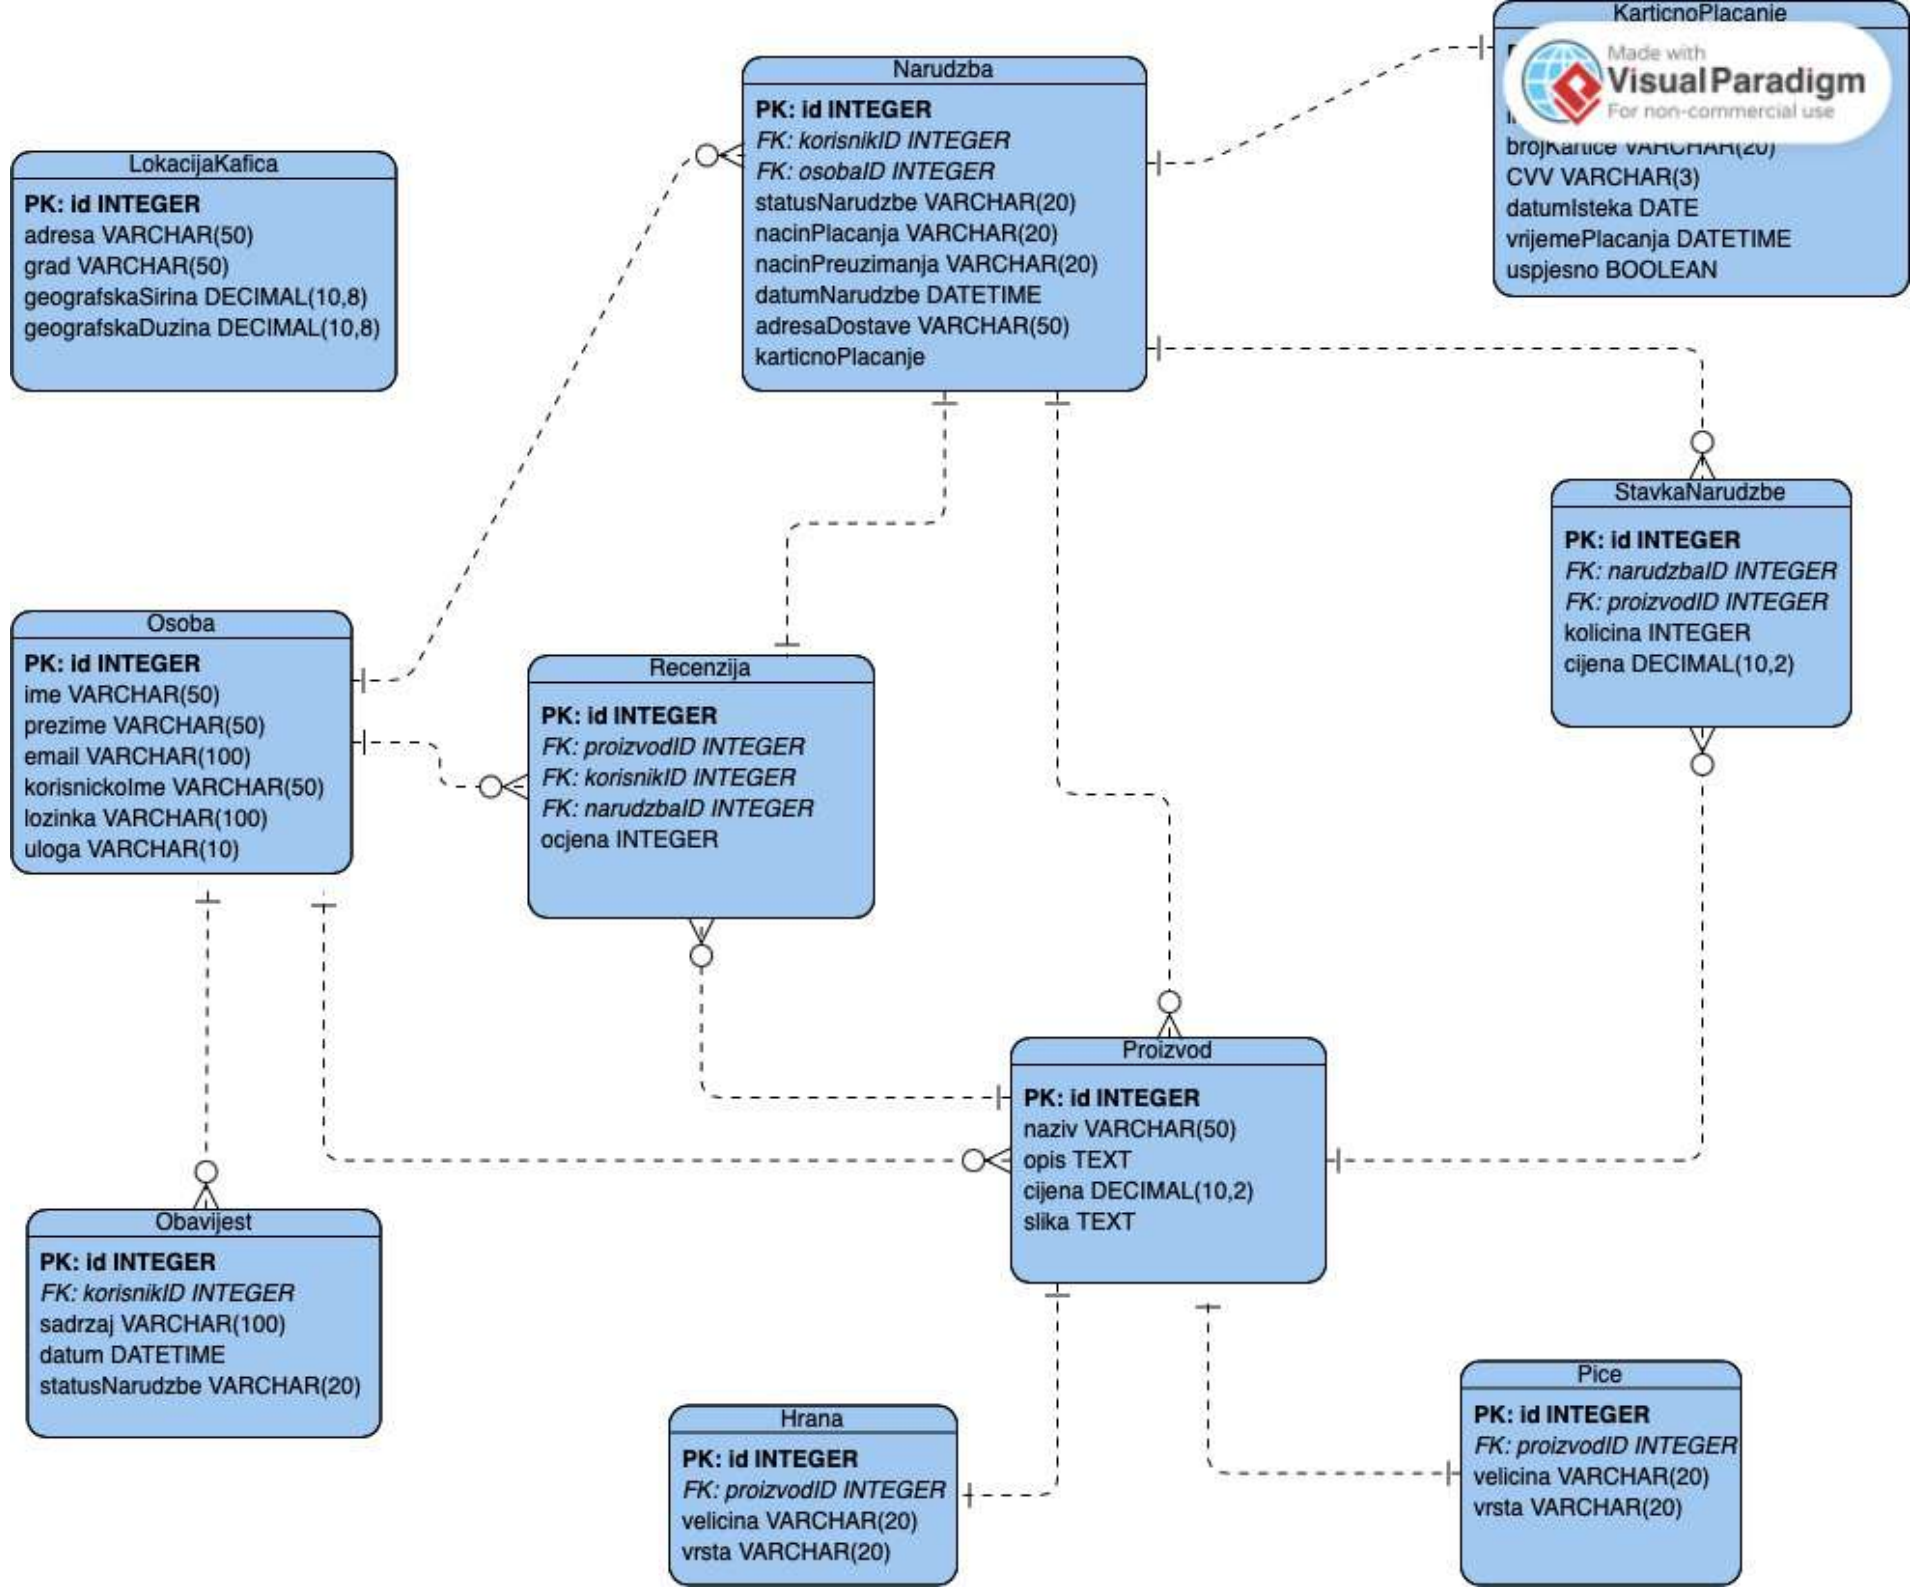 KarticnoPlacanje
Made with
Visual Paradigm
For non-commercial use
brojKartice VARCHAR(20)
CVV VARCHAR(3)
datumIsteka DATE
vrijemePlacanja DATETIME
uspjesno BOOLEAN
Narudzba
PK: id INTEGER
FK: korisnikID INTEGER
FK: osobaID INTEGER
statusNarudzbe VARCHAR(20)
nacinPlacanja VARCHAR(20)
nacinPreuzimanja VARCHAR(20)
datumNarudzbe DATETIME
adresaDostave VARCHAR(50)
karticnoPlacanje
LokacijaKafica
PK: id INTEGER
adresa VARCHAR(50)
grad VARCHAR(50)
geografskaSirina DECIMAL(10,8)
geografskaDuzina DECIMAL(10,8)
StavkaNarudzbe
PK: id INTEGER
FK: narudzbaID INTEGER
FK: proizvodID INTEGER
kolicina INTEGER
cijena DECIMAL(10,2)
Osoba
PK: id INTEGER
ime VARCHAR(50)
prezime VARCHAR(50)
email VARCHAR(100)
korisnickoIme VARCHAR(50)
lozinka VARCHAR(100)
uloga VARCHAR(10)
Recenzija
PK: id INTEGER
FK: proizvodID INTEGER
FK: korisnikID INTEGER
FK: narudzbaID INTEGER
ocjena INTEGER
Proizvod
PK: id INTEGER
naziv VARCHAR(50)
opis TEXT
cijena DECIMAL(10,2)
slika TEXT
Obavijest
PK: id INTEGER
FK: korisnikID INTEGER
sadrzaj VARCHAR(100)
datum DATETIME
statusNarudzbe VARCHAR(20)
Hrana
PK: id INTEGER
FK: proizvodID INTEGER
velicina VARCHAR(20)
vrsta VARCHAR(20)
Pice
PK: id INTEGER
FK: proizvodID INTEGER
velicina VARCHAR(20)
vrsta VARCHAR(20)